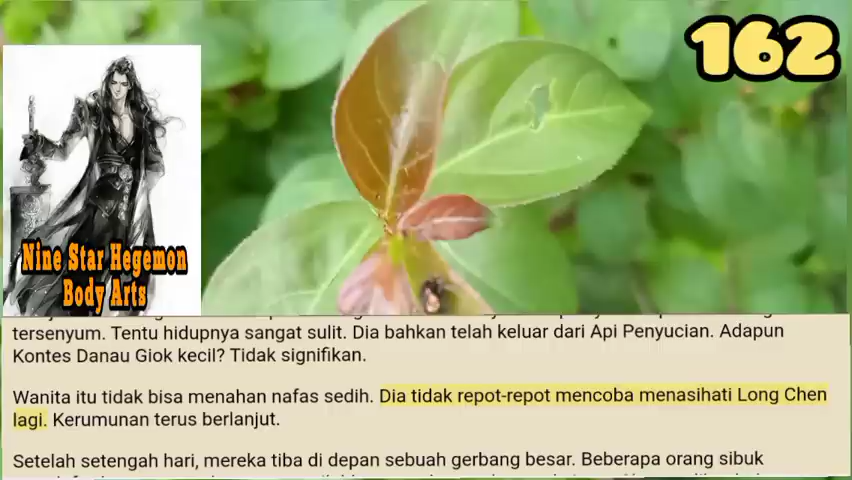 162
Nine Star Hegemon
Body Arts
tersenyum. Tentu hidupnya sangat sulit. Dia bahkan telah keluar dari Api Penyucian. Adapun
Kontes Danau Giok kecil? Tidak signifikan.
Wanita itu tidak bisa menahan nafas sedih. Dia tidak repot-repot mencoba menasihati Long Chen
lagi. Kerumunan terus berlanjut.
Setelah setengah hari, mereka tiba di depan sebuah gerbang besar. Beberapa orang sibuk